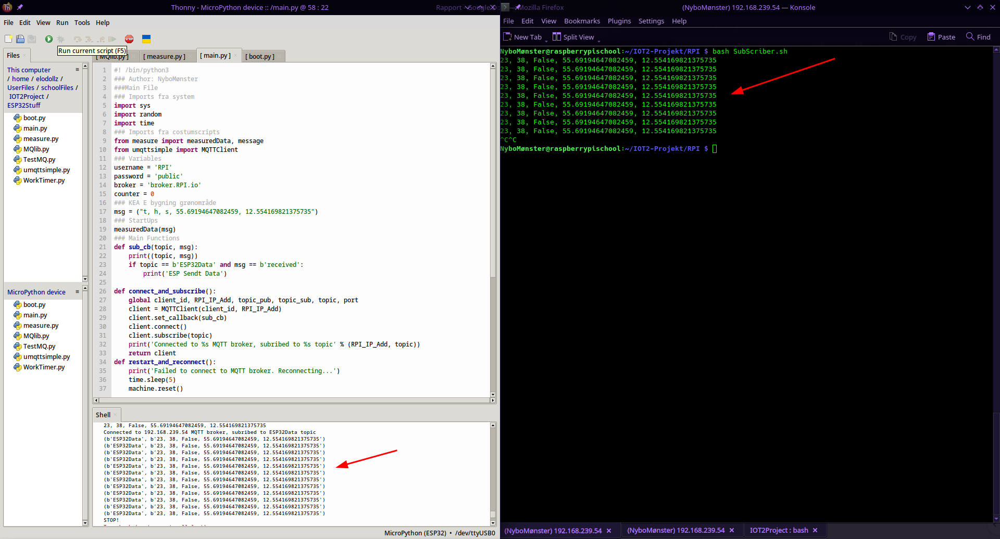 Thonny - MicroPython device :: /main.py @ 58 : 22
File Edit View Run Tools Help
Run current script (F5)
Files
This computer
/ home / elodollz /
UserFiles / schoolFiles /
IOT2Project /
ESP32Stuff
boot.py
main.py
measure.py
MQlib.py
TestMQ.py
umqttsimple.py
WorkTimer.py
MicroPython device
boot.py
main.py
measure.py
MQlib.py
TestMQ.py
umqttsimple.py
WorkTimer.py
[ MQlib.py ] [ measure.py ] [ main.py ] [ boot.py ]
1 #! /bin/python3
2 ### Author: NyboMønster
3 ###Main File
4 ### Imports fra system
5 import sys
6 import random
7 import time
8 ### Imports fra costumscripts
9 from measure import measuredData, message
10 from umqttsimple import MQTTClient
11 ### Variables
12 username = 'RPI'
13 password = 'public'
14 broker = 'broker.RPI.io'
15 counter = 0
16 ### KEA E bygning grønområde
17 msg = ("t, h, s, 55.69194647082459, 12.554169821375735")
18 ### StartUps
19 measuredData(msg)
20 ### Main Functions
21 def sub_cb(topic, msg):
22 print((topic, msg))
23 if topic == b'ESP32Data' and msg == b'received':
24 print('ESP Sendt Data')
25
26 def connect_and_subscribe():
27 global client_id, RPI_IP_Add, topic_pub, topic_sub, topic, port
28 client = MQTTClient(client_id, RPI_IP_Add)
29 client.set_callback(sub_cb)
30 client.connect()
31 client.subscribe(topic)
32 print('Connected to %s MQTT broker, subribed to %s topic' % (RPI_IP_Add, topic))
33 return client
34 def restart_and_reconnect():
35 print('Failed to connect to MQTT broker. Reconnecting...')
36 time.sleep(5)
37 machine.reset()
Shell
23, 38, False, 55.69194647082459, 12.554169821375735
Connected to 192.168.239.54 MQTT broker, subribed to ESP32Data topic
(b'ESP32Data', b'23, 38, False, 55.69194647082459, 12.554169821375735')
(b'ESP32Data', b'23, 38, False, 55.69194647082459, 12.554169821375735')
(b'ESP32Data', b'23, 38, False, 55.69194647082459, 12.554169821375735')
(b'ESP32Data', b'23, 38, False, 55.69194647082459, 12.554169821375735')
(b'ESP32Data', b'23, 38, False, 55.69194647082459, 12.554169821375735')
(b'ESP32Data', b'23, 38, False, 55.69194647082459, 12.554169821375735')
(b'ESP32Data', b'23, 38, False, 55.69194647082459, 12.554169821375735')
(b'ESP32Data', b'23, 38, False, 55.69194647082459, 12.554169821375735')
(b'ESP32Data', b'23, 38, False, 55.69194647082459, 12.554169821375735')
(b'ESP32Data', b'23, 38, False, 55.69194647082459, 12.554169821375735')
(b'ESP32Data', b'23, 38, False, 55.69194647082459, 12.554169821375735')
(b'ESP32Data', b'23, 38, False, 55.69194647082459, 12.554169821375735')
STOP!
MicroPython (ESP32) • /dev/ttyUSB0
Rapport - Mozilla Firefox
(NyboMønster) 192.168.239.54 — Konsole
File Edit View Bookmarks Plugins Settings Help
New Tab Split View Copy Paste Find
NyboMønster@raspberrypischool:~/IOT2-Projekt/RPI $ bash SubScriber.sh
23, 38, False, 55.69194647082459, 12.554169821375735
23, 38, False, 55.69194647082459, 12.554169821375735
23, 38, False, 55.69194647082459, 12.554169821375735
23, 38, False, 55.69194647082459, 12.554169821375735
23, 38, False, 55.69194647082459, 12.554169821375735
23, 38, False, 55.69194647082459, 12.554169821375735
23, 38, False, 55.69194647082459, 12.554169821375735
23, 38, False, 55.69194647082459, 12.554169821375735
23, 38, False, 55.69194647082459, 12.554169821375735
^C^C
NyboMønster@raspberrypischool:~/IOT2-Projekt/RPI $
(NyboMønster) 192.168.239.54 (NyboMønster) 192.168.239.54 IOT2Project : bash